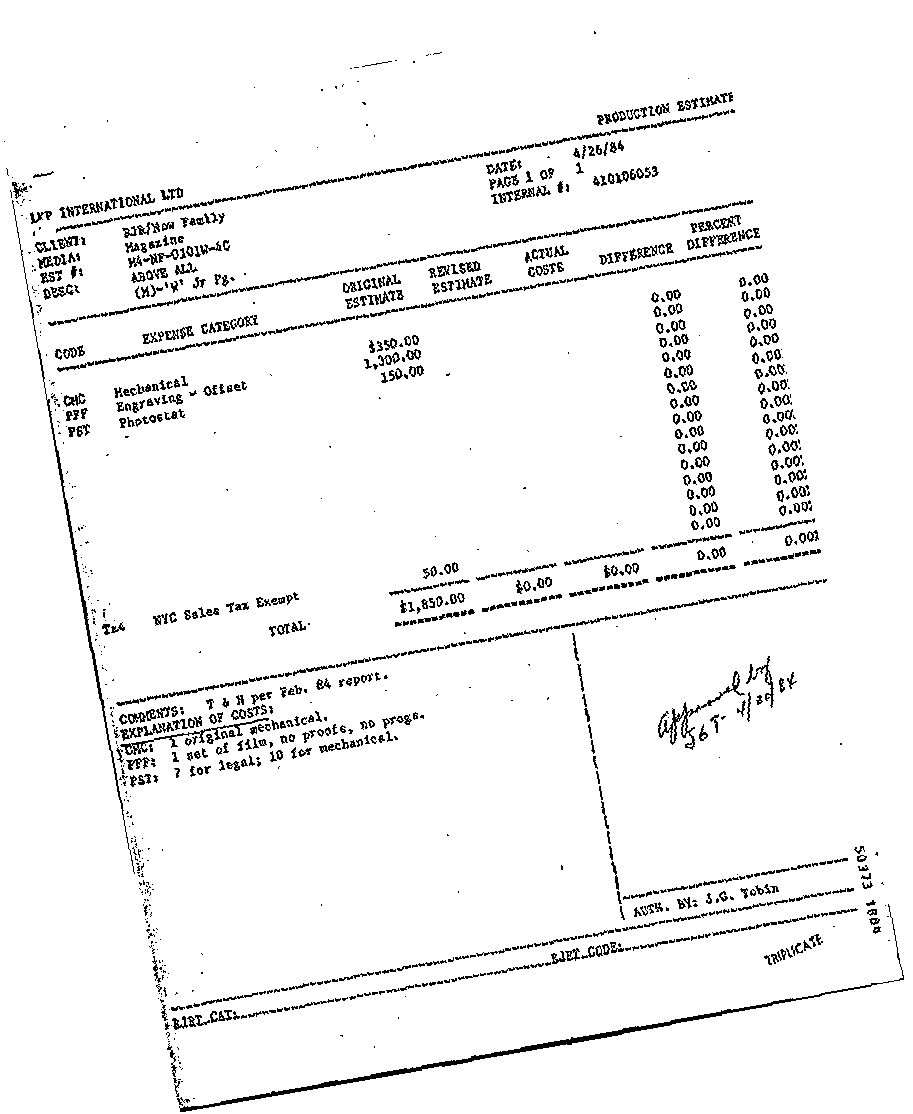 PRODUCTION ESTIMATE
INTERNATIONAL LTD
DATE: 4/26/84
PAGE 1 OF 1
INTERNAL #: 410106053
CLIENT: BJR/New Family
MEDIA: Magazine
EST #: M4-NF-0101W-4C
DESC: ABOVE ALL
(M)-'W' Jr Pg.
CODE EXPENSE CATEGORY ORIGINAL ESTIMATE REVISED ESTIMATE ACTUAL COSTS DIFFERENCE PERCENT DIFFERENCE
CMC Mechanical $350.00 0.00 0.00
PFF Engraving - Offset 1,300.00 0.00 0.00
PST Photostat 150.00 0.00 0.00
0.00 0.00
0.00 0.00
0.00 0.00
0.00 0.00
0.00 0.00
0.00 0.00
0.00 0.00
0.00 0.00
0.00 0.00
0.00 0.00
0.00 0.00
0.00 0.00%
0.00 0.00%
0.00 0.00%
Tx4 NYC Sales Tax Exempt 50.00
TOTAL $1,850.00 $0.00 $0.00 0.00 0.00%
COMMENTS: T & N per Feb. 84 report.
EXPLANATION OF COSTS:
CMC: 1 original mechanical.
PFF: 1 set of film, no proofs, no progs.
PST: 7 for legal; 10 for mechanical.
Approved by
JGT 4/30/84
AUTH. BY: J.G. Tobin
50373 1884
BJET CODE:
TRIPLICATE
BJET CAT: